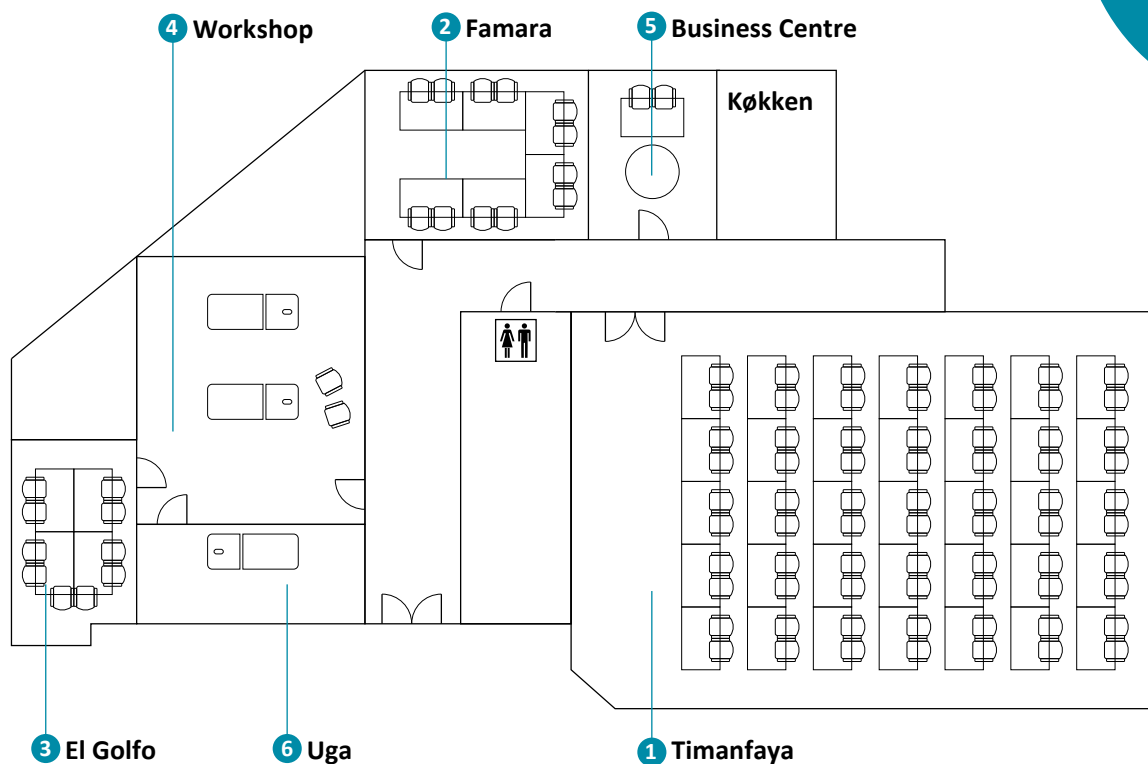 4 Workshop
2 Famara
5 Business Centre
Køkken
3 El Golfo
6 Uga
1 Timanfaya